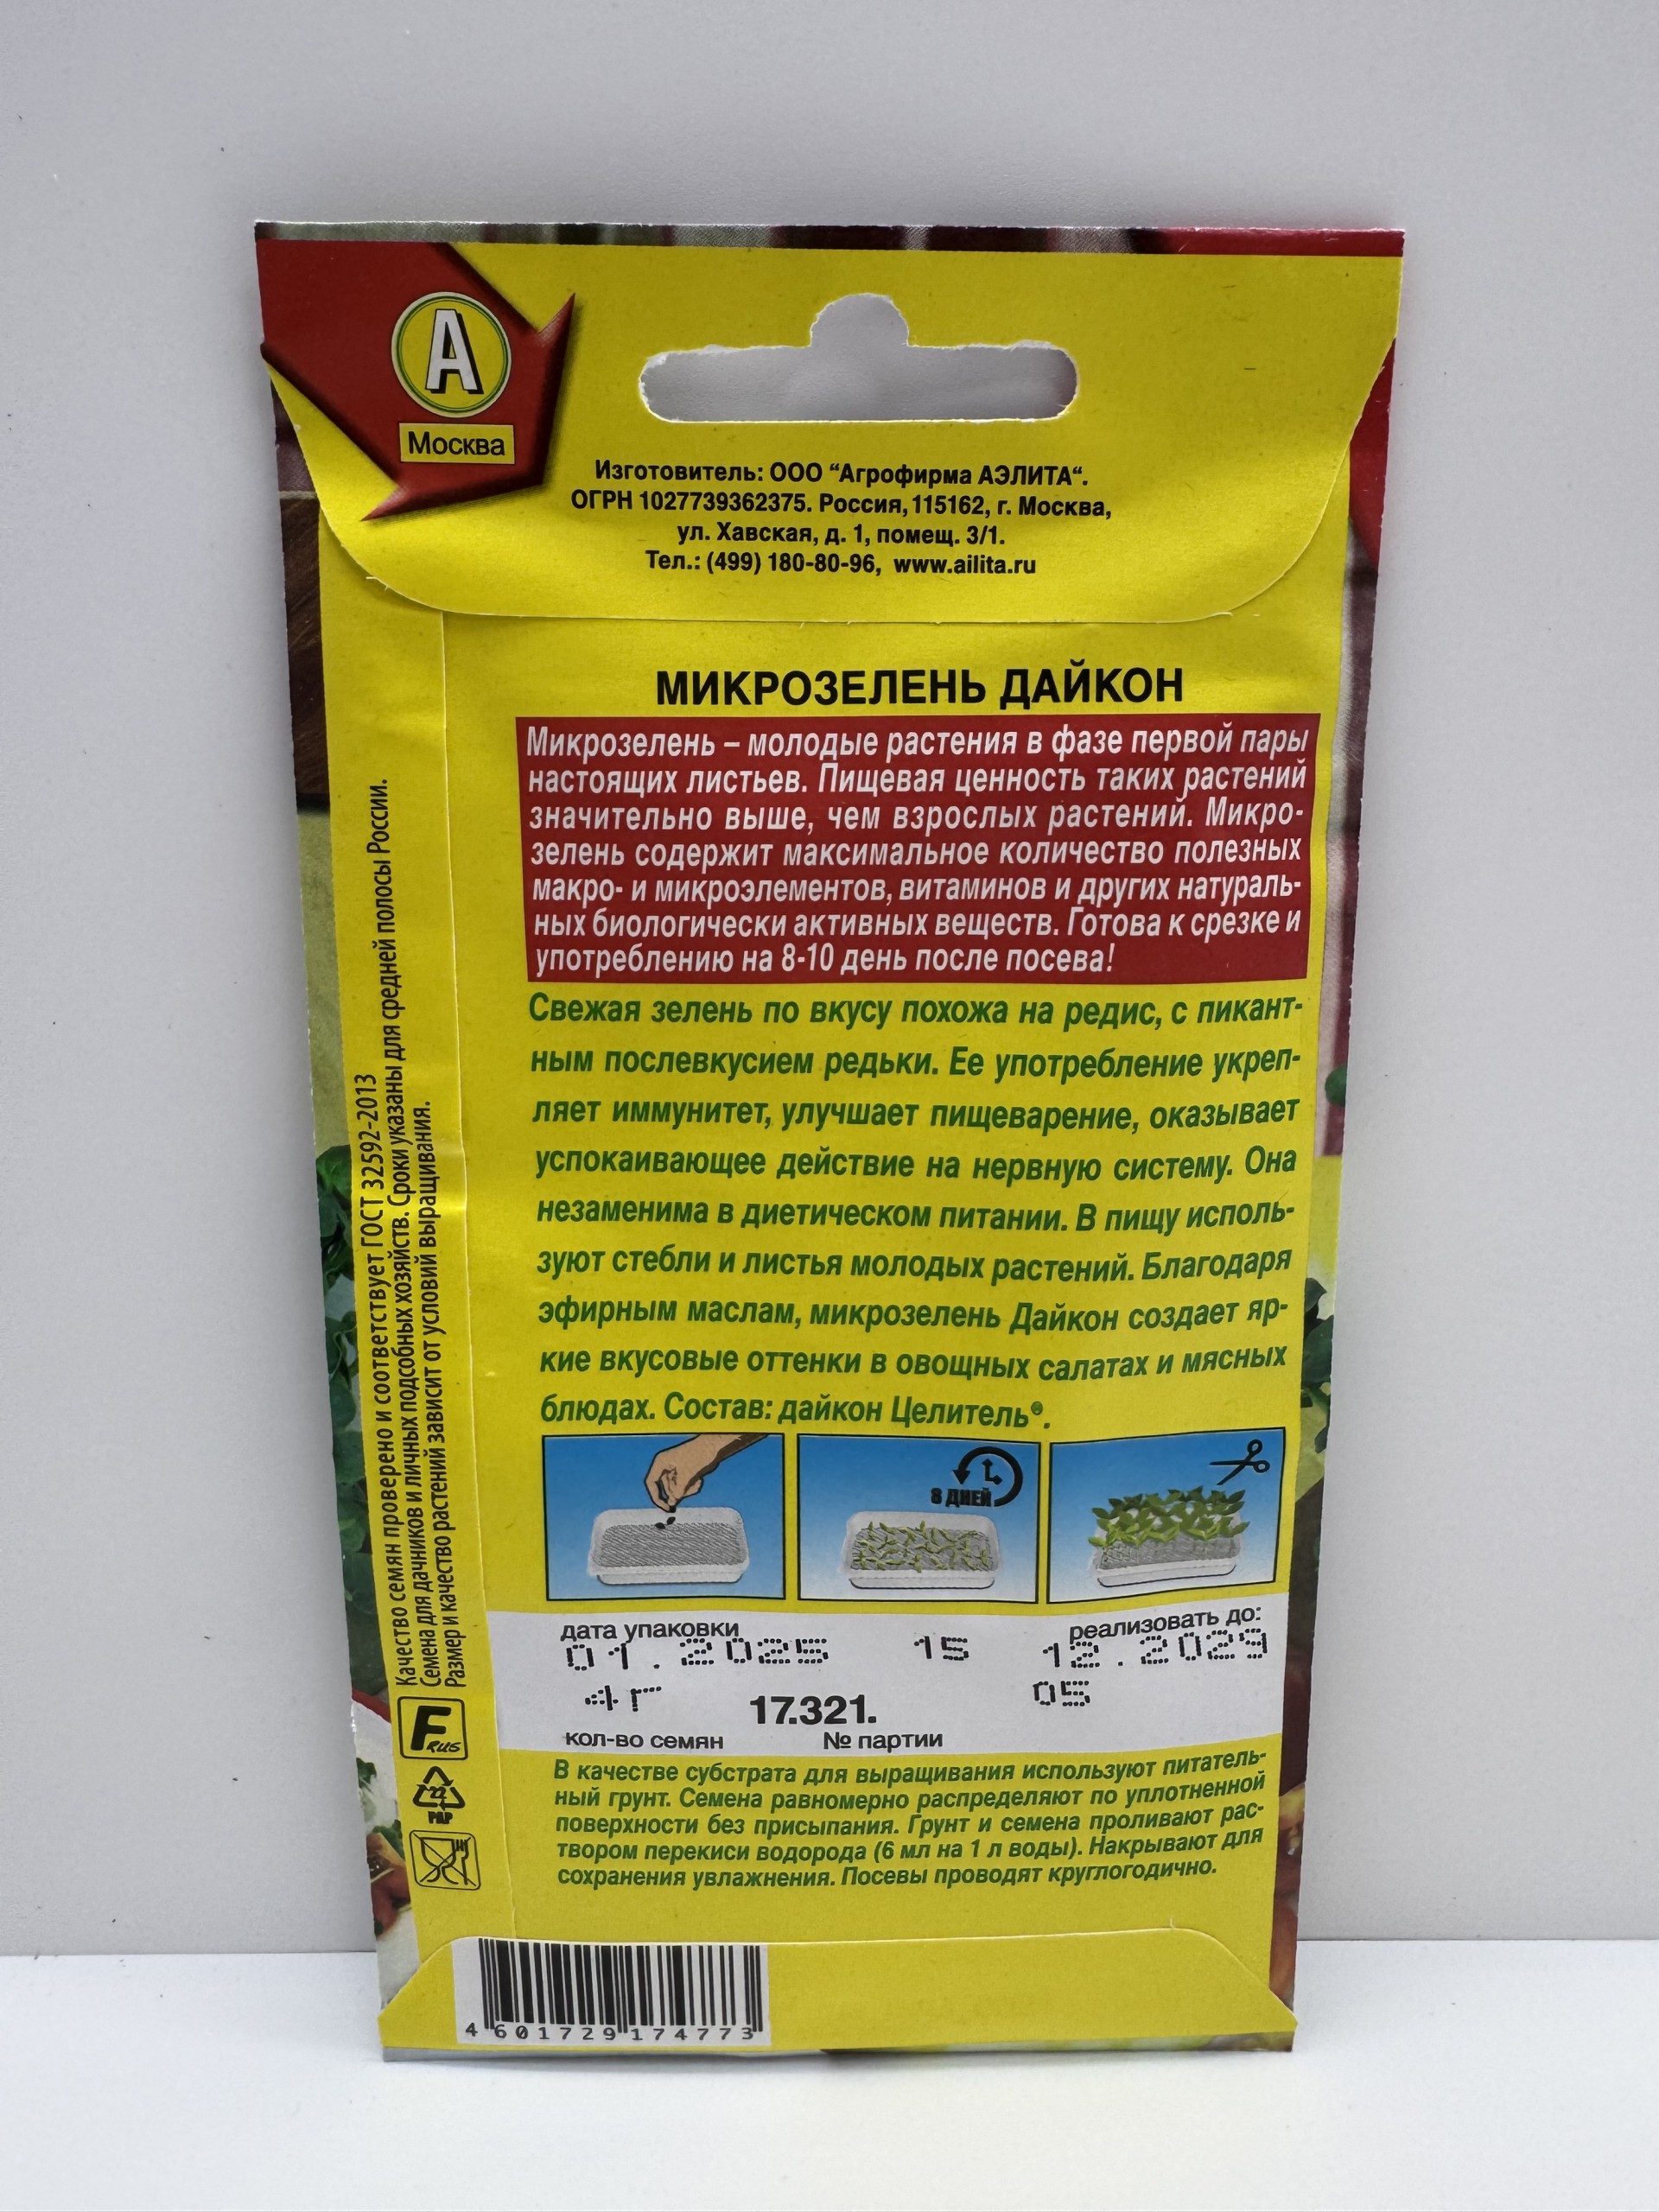 А
Москва
Изготовитель: ООО “Агрофирма АЭЛИТА“.
ОГРН 1027739362375. Россия, 115162, г. Москва,
ул. Хавская, д. 1, помещ. 3/1.
Тел.: (499) 180-80-96, www.ailita.ru
МИКРОЗЕЛЕНЬ ДАЙКОН
Микрозелень – молодые растения в фазе первой пары
настоящих листьев. Пищевая ценность таких растений
значительно выше, чем взрослых растений. Микро-
зелень содержит максимальное количество полезных
макро- и микроэлементов, витаминов и других натураль-
ных биологически активных веществ. Готова к срезке и
употреблению на 8-10 день после посева!
Свежая зелень по вкусу похожа на редис, с пикант-
ным послевкусием редьки. Ее употребление укреп-
ляет иммунитет, улучшает пищеварение, оказывает
успокаивающее действие на нервную систему. Она
незаменима в диетическом питании. В пищу исполь-
зуют стебли и листья молодых растений. Благодаря
эфирным маслам, микрозелень Дайкон создает яр-
кие вкусовые оттенки в овощных салатах и мясных
блюдах. Состав: дайкон Целитель®.
8 ДНЕЙ
дата упаковки реализовать до:
01.2025 15 12.2029
4г 17.321. 05
кол-во семян № партии
В качестве субстрата для выращивания используют питатель-
ный грунт. Семена равномерно распределяют по уплотненной
поверхности без присыпания. Грунт и семена проливают рас-
твором перекиси водорода (6 мл на 1 л воды). Накрывают для
сохранения увлажнения. Посевы проводят круглогодично.
Качество семян проверено и соответствует ГОСТ 32592-2013
Семена для дачников и личных подсобных хозяйств. Сроки указаны для средней полосы России.
Размер и качество растений зависит от условий выращивания.
F RUS
22
PAP
4 601729 174773